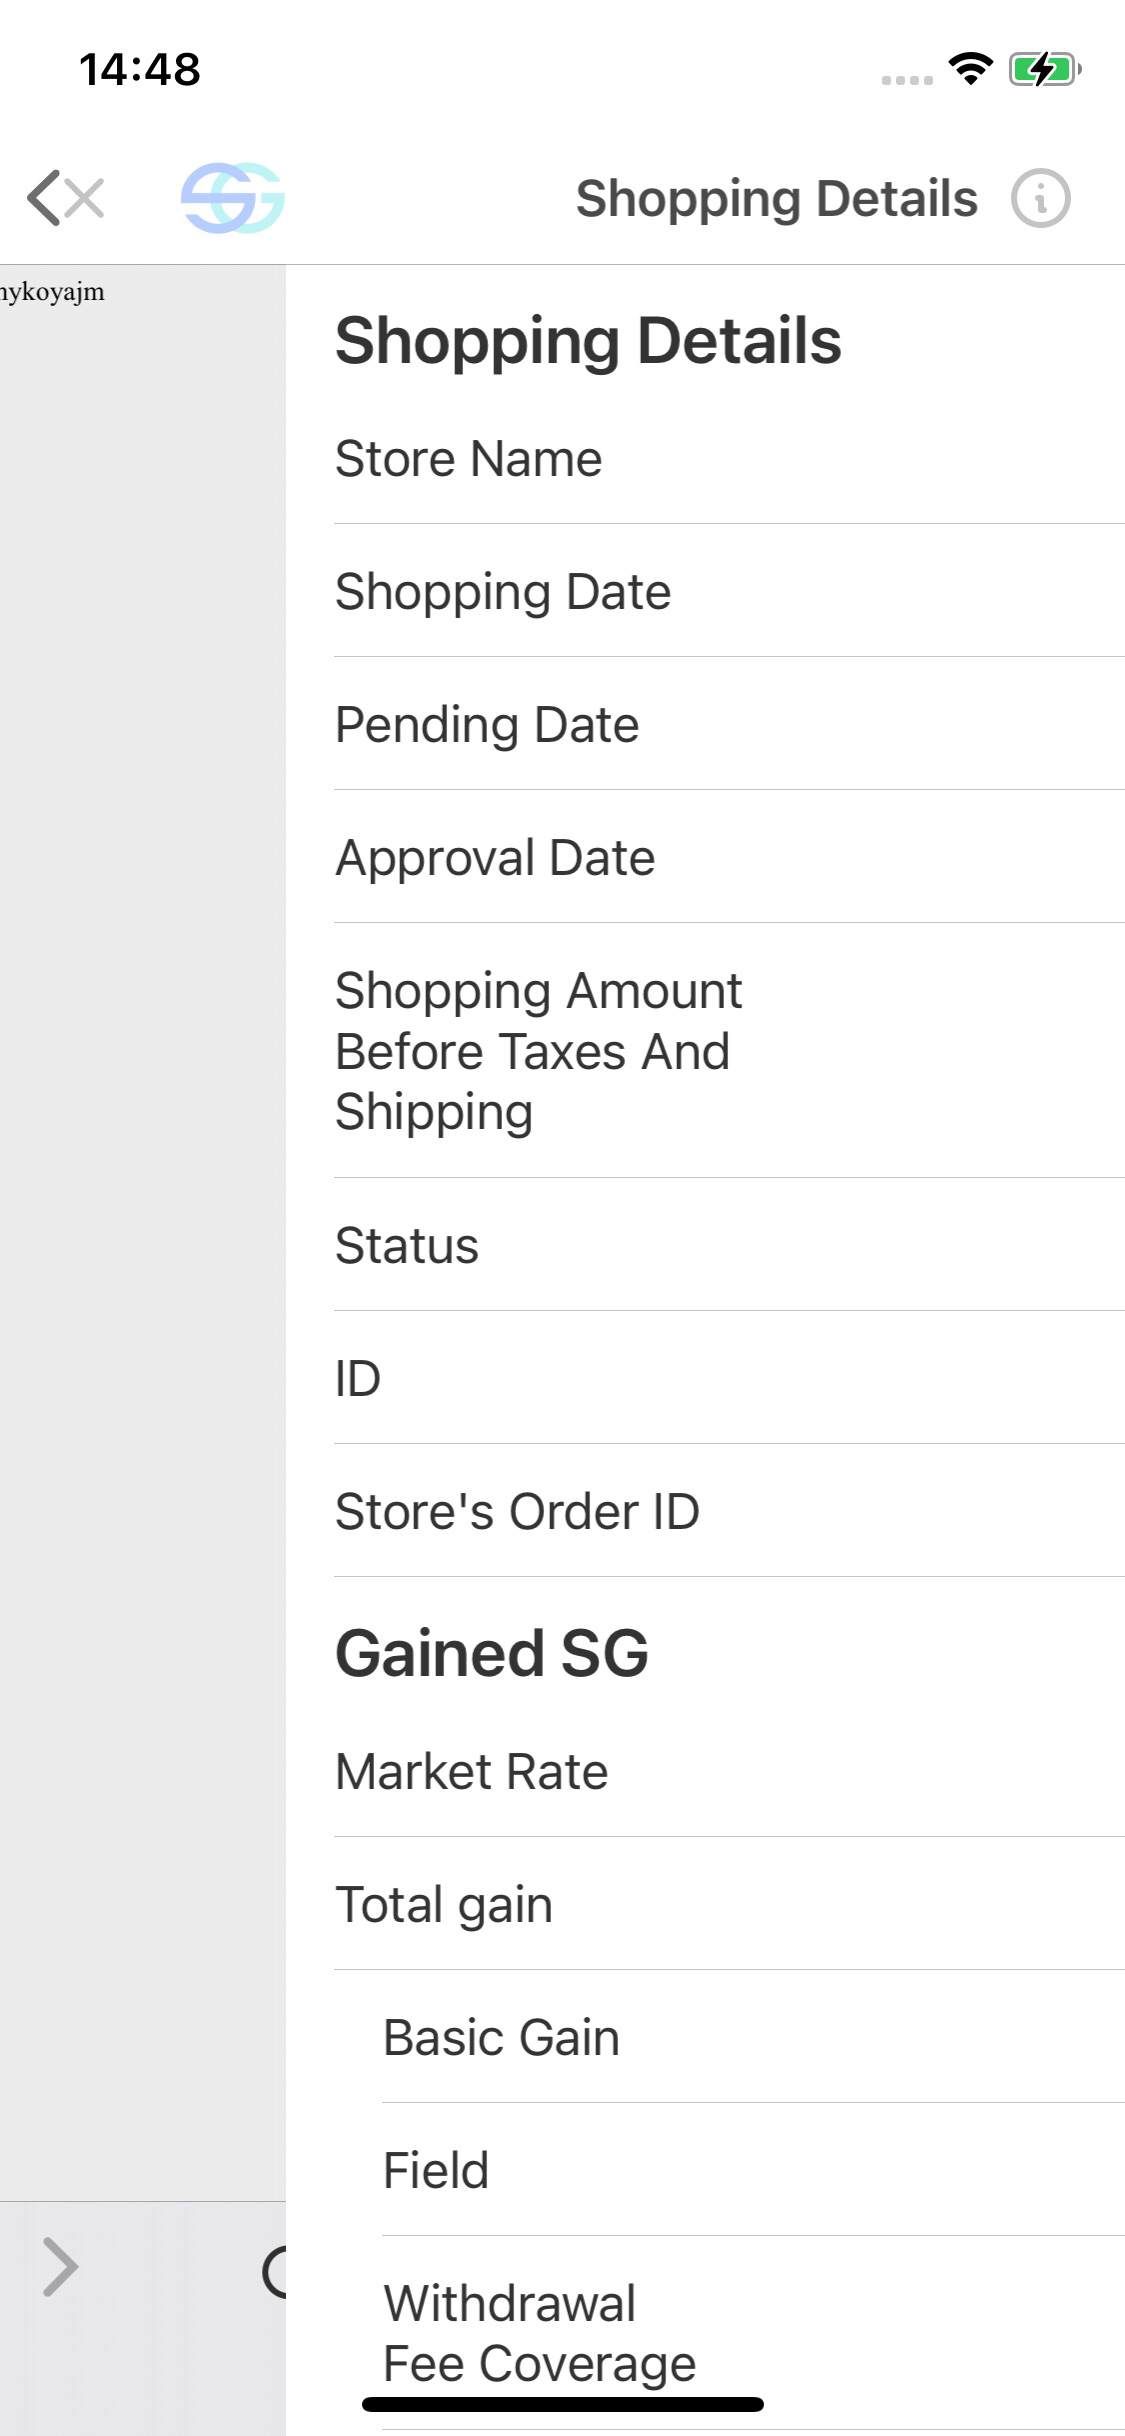 14:48
Shopping Details
Shopping Details
Store Name
Shopping Date
Pending Date
Approval Date
Shopping Amount
Before Taxes And
Shipping
Status
ID
Store's Order ID
Gained SG
Market Rate
Total gain
Basic Gain
Field
Withdrawal
Fee Coverage